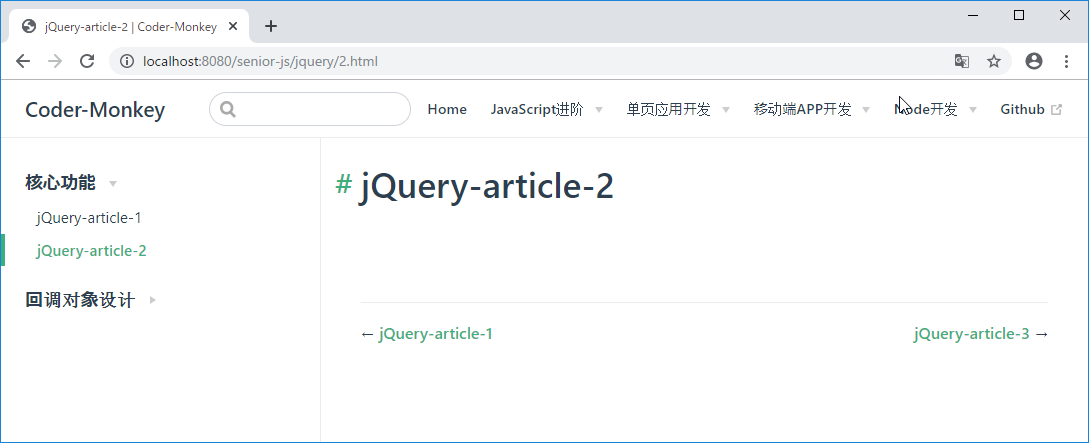 jQuery-article-2 | Coder-Monkey
localhost:8080/senior-js/jquery/2.html
Coder-Monkey Home JavaScript进阶 单页应用开发 移动端APP开发 Node开发 Github
核心功能
jQuery-article-1
jQuery-article-2
回调对象设计
# jQuery-article-2
← jQuery-article-1 jQuery-article-3 →